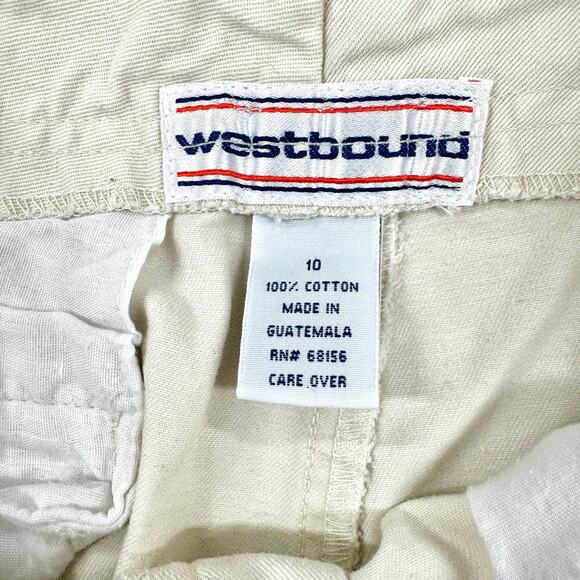 westbound
10
100% COTTON
MADE IN
GUATEMALA
RN# 68156
CARE OVER